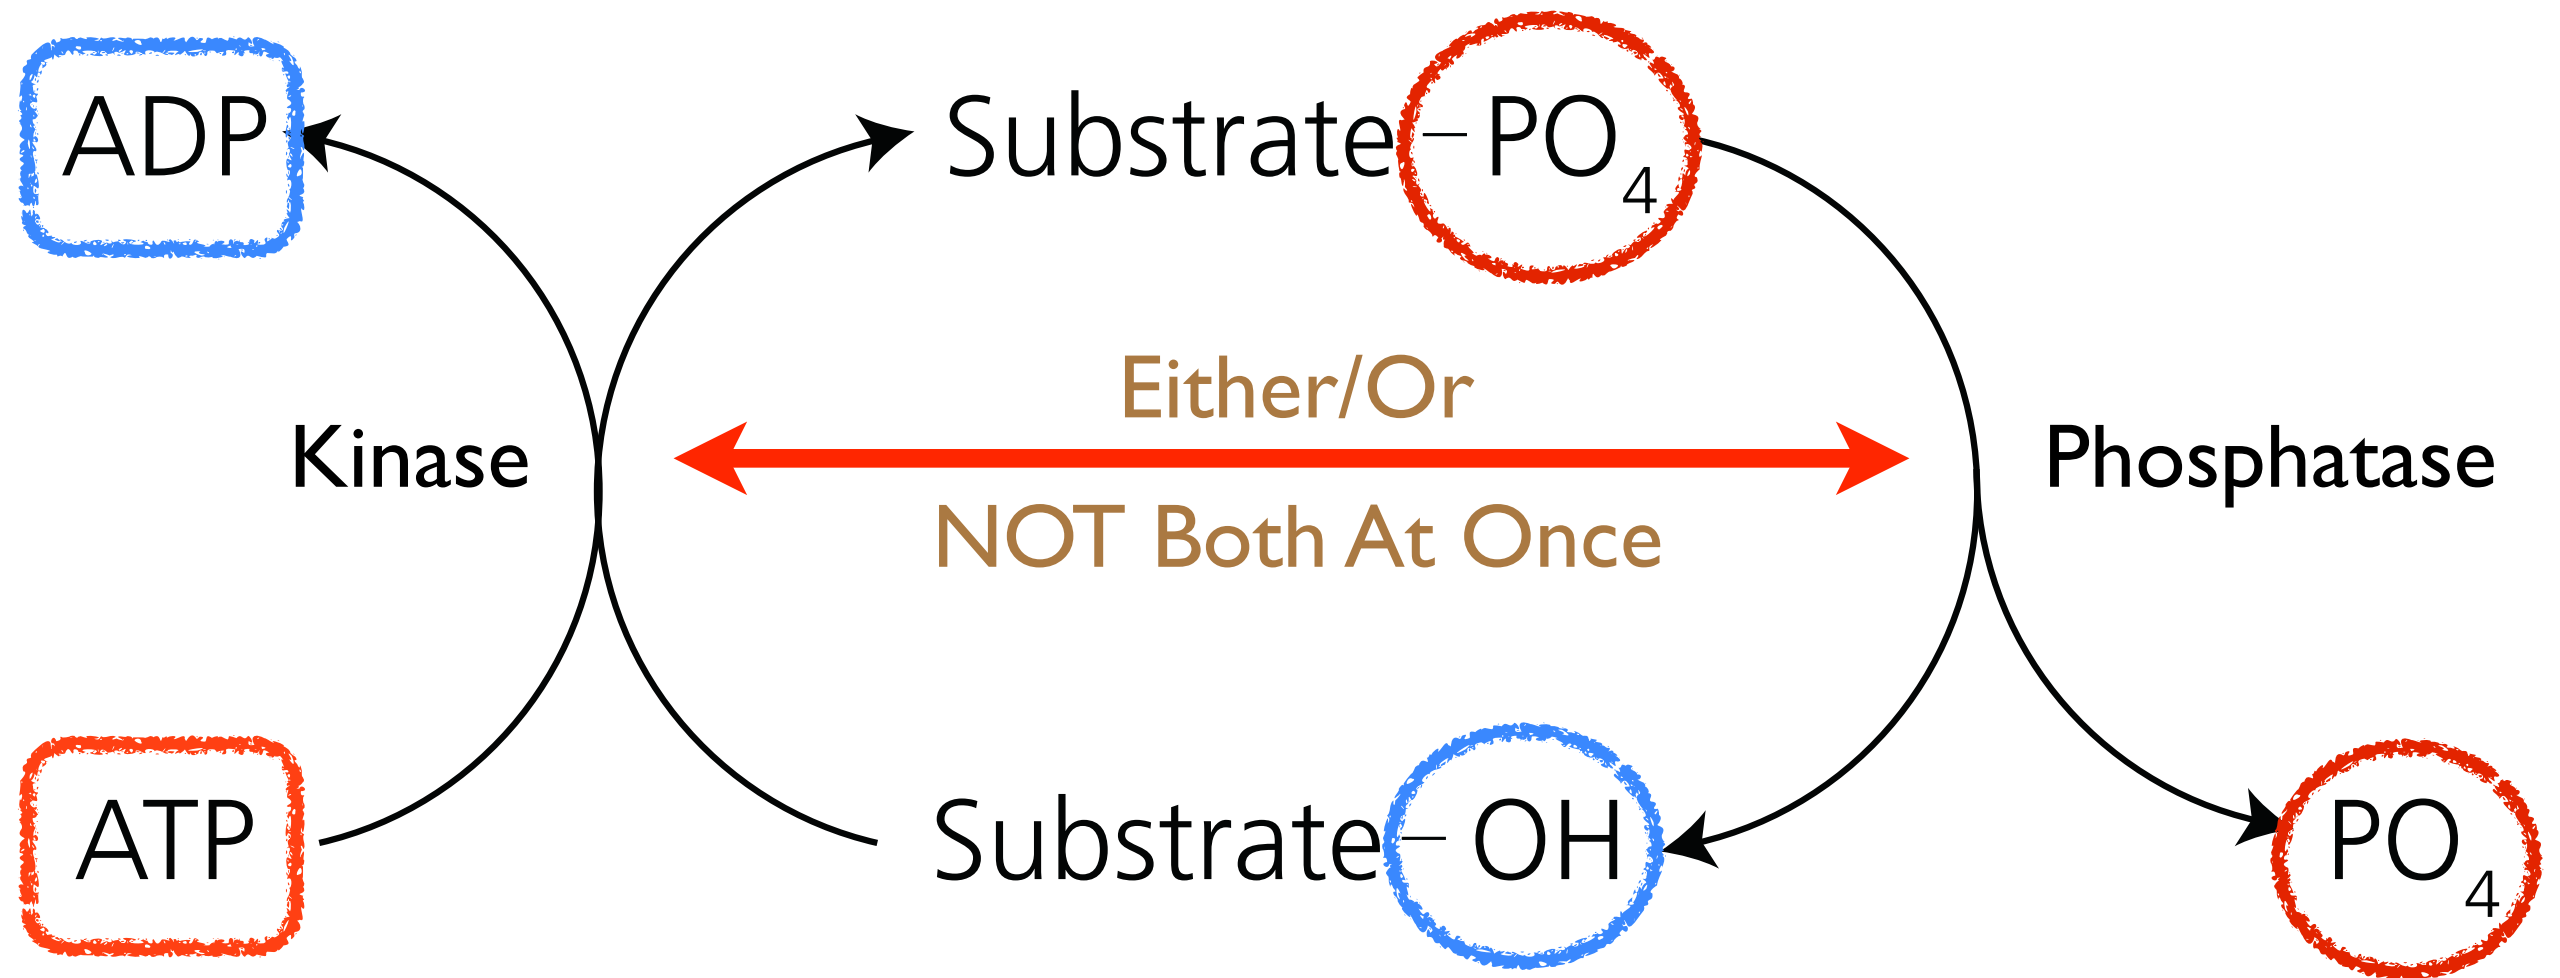 ADP
Substrate–PO4
Either/Or
Kinase
Phosphatase
NOT Both At Once
ATP
Substrate–OH
PO4